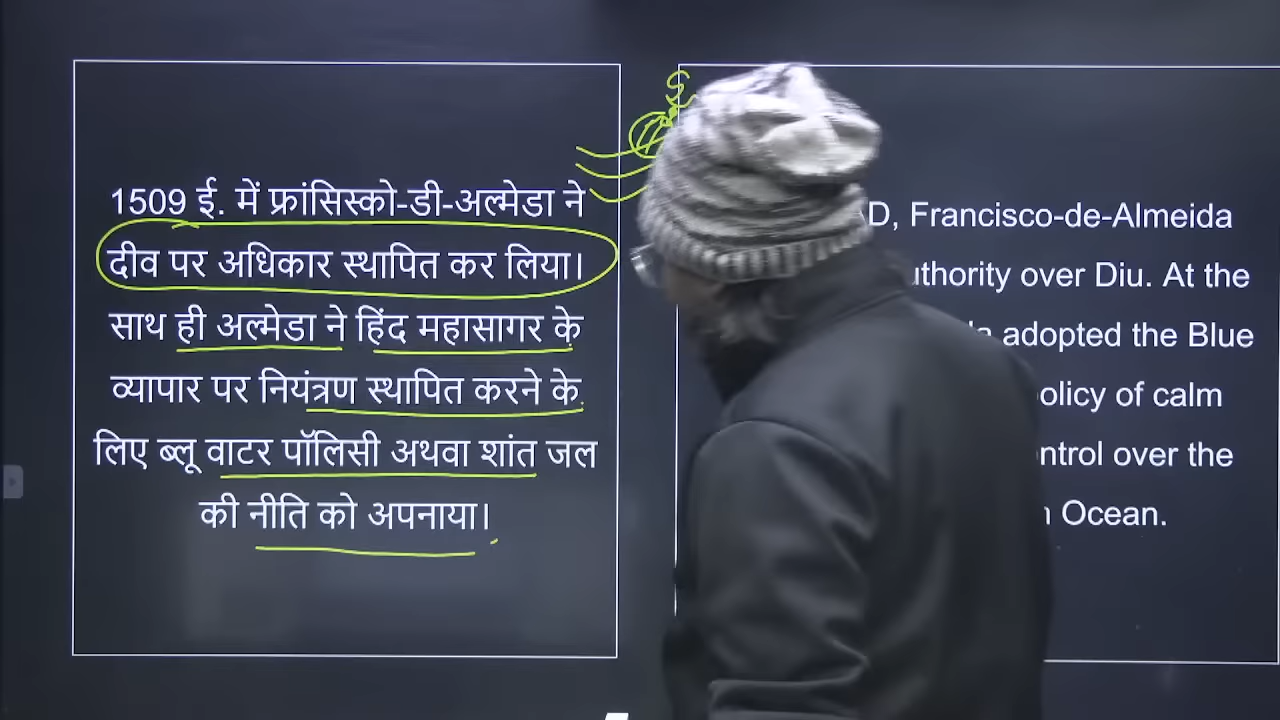 1509 ई. में फ्रांसिस्को-डी-अल्मेडा ने
दीव पर अधिकार स्थापित कर लिया।
साथ ही अल्मेडा ने हिंद महासागर के
व्यापार पर नियंत्रण स्थापित करने के
लिए ब्लू वाटर पॉलिसी अथवा शांत जल
की नीति को अपनाया।
D, Francisco-de-Almeida
uthority over Diu. At the
adopted the Blue
olicy of calm
ntrol over the
Ocean.